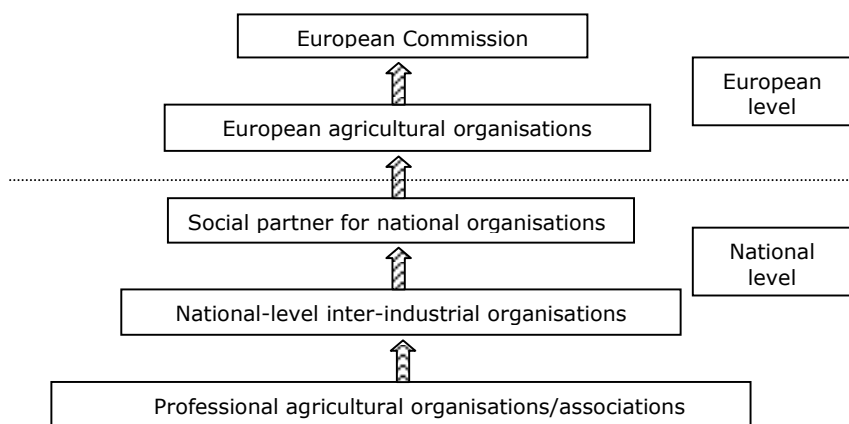 European Commission
European
level
European agricultural organisations
Social partner for national organisations
National
level
National-level inter-industrial organisations
Professional agricultural organisations/associations